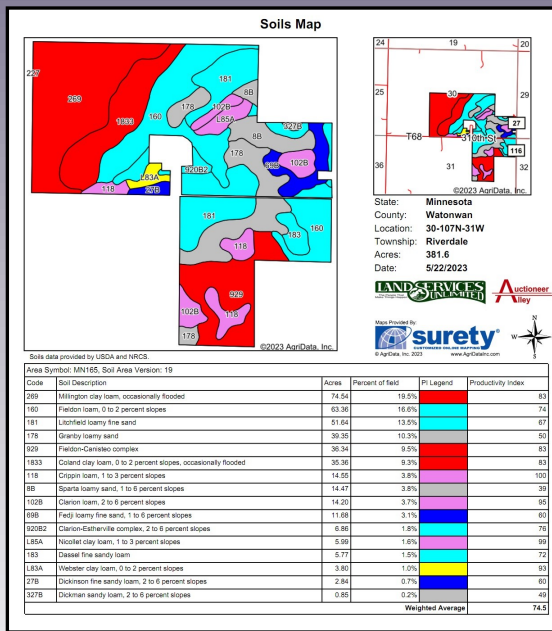 Soils Map
227
269
1833
160
181
8B
178
102B
L85A
8B
327B
178
69B
102B
920B2
L83A
27B
118
181
183
160
118
929
102B
118
178
©2023 AgriData, Inc.
Soils data provided by USDA and NRCS.
24 19 20
25 30 29
27
T68 310th St
116
36 31 32
©2023 AgriData, Inc.
State: Minnesota
County: Watonwan
Location: 30-107N-31W
Township: Riverdale
Acres: 381.6
Date: 5/22/2023
LAND SERVICES UNLIMITED
Auctioneer Alley
Maps Provided By:
surety®
CUSTOMIZED ONLINE MAPPING
© AgriData, Inc. 2023 www.AgriDataInc.com
N
W E
S
Area Symbol: MN165, Soil Area Version: 19
Code Soil Description Acres Percent of field PI Legend Productivity Index
269 Millington clay loam, occasionally flooded 74.54 19.5% 83
160 Fieldon loam, 0 to 2 percent slopes 63.36 16.6% 74
181 Litchfield loamy fine sand 51.64 13.5% 67
178 Granby loamy sand 39.35 10.3% 50
929 Fieldon-Canisteo complex 36.34 9.5% 83
1833 Coland clay loam, 0 to 2 percent slopes, occasionally flooded 35.36 9.3% 83
118 Crippin loam, 1 to 3 percent slopes 14.55 3.8% 100
8B Sparta loamy sand, 1 to 6 percent slopes 14.47 3.8% 39
102B Clarion loam, 2 to 6 percent slopes 14.20 3.7% 95
69B Fedji loamy fine sand, 1 to 6 percent slopes 11.68 3.1% 60
920B2 Clarion-Estherville complex, 2 to 6 percent slopes 6.86 1.8% 76
L85A Nicollet clay loam, 1 to 3 percent slopes 5.99 1.6% 99
183 Dassel fine sandy loam 5.77 1.5% 72
L83A Webster clay loam, 0 to 2 percent slopes 3.80 1.0% 93
27B Dickinson fine sandy loam, 2 to 6 percent slopes 2.84 0.7% 60
327B Dickman sandy loam, 2 to 6 percent slopes 0.85 0.2% 49
Weighted Average 74.5